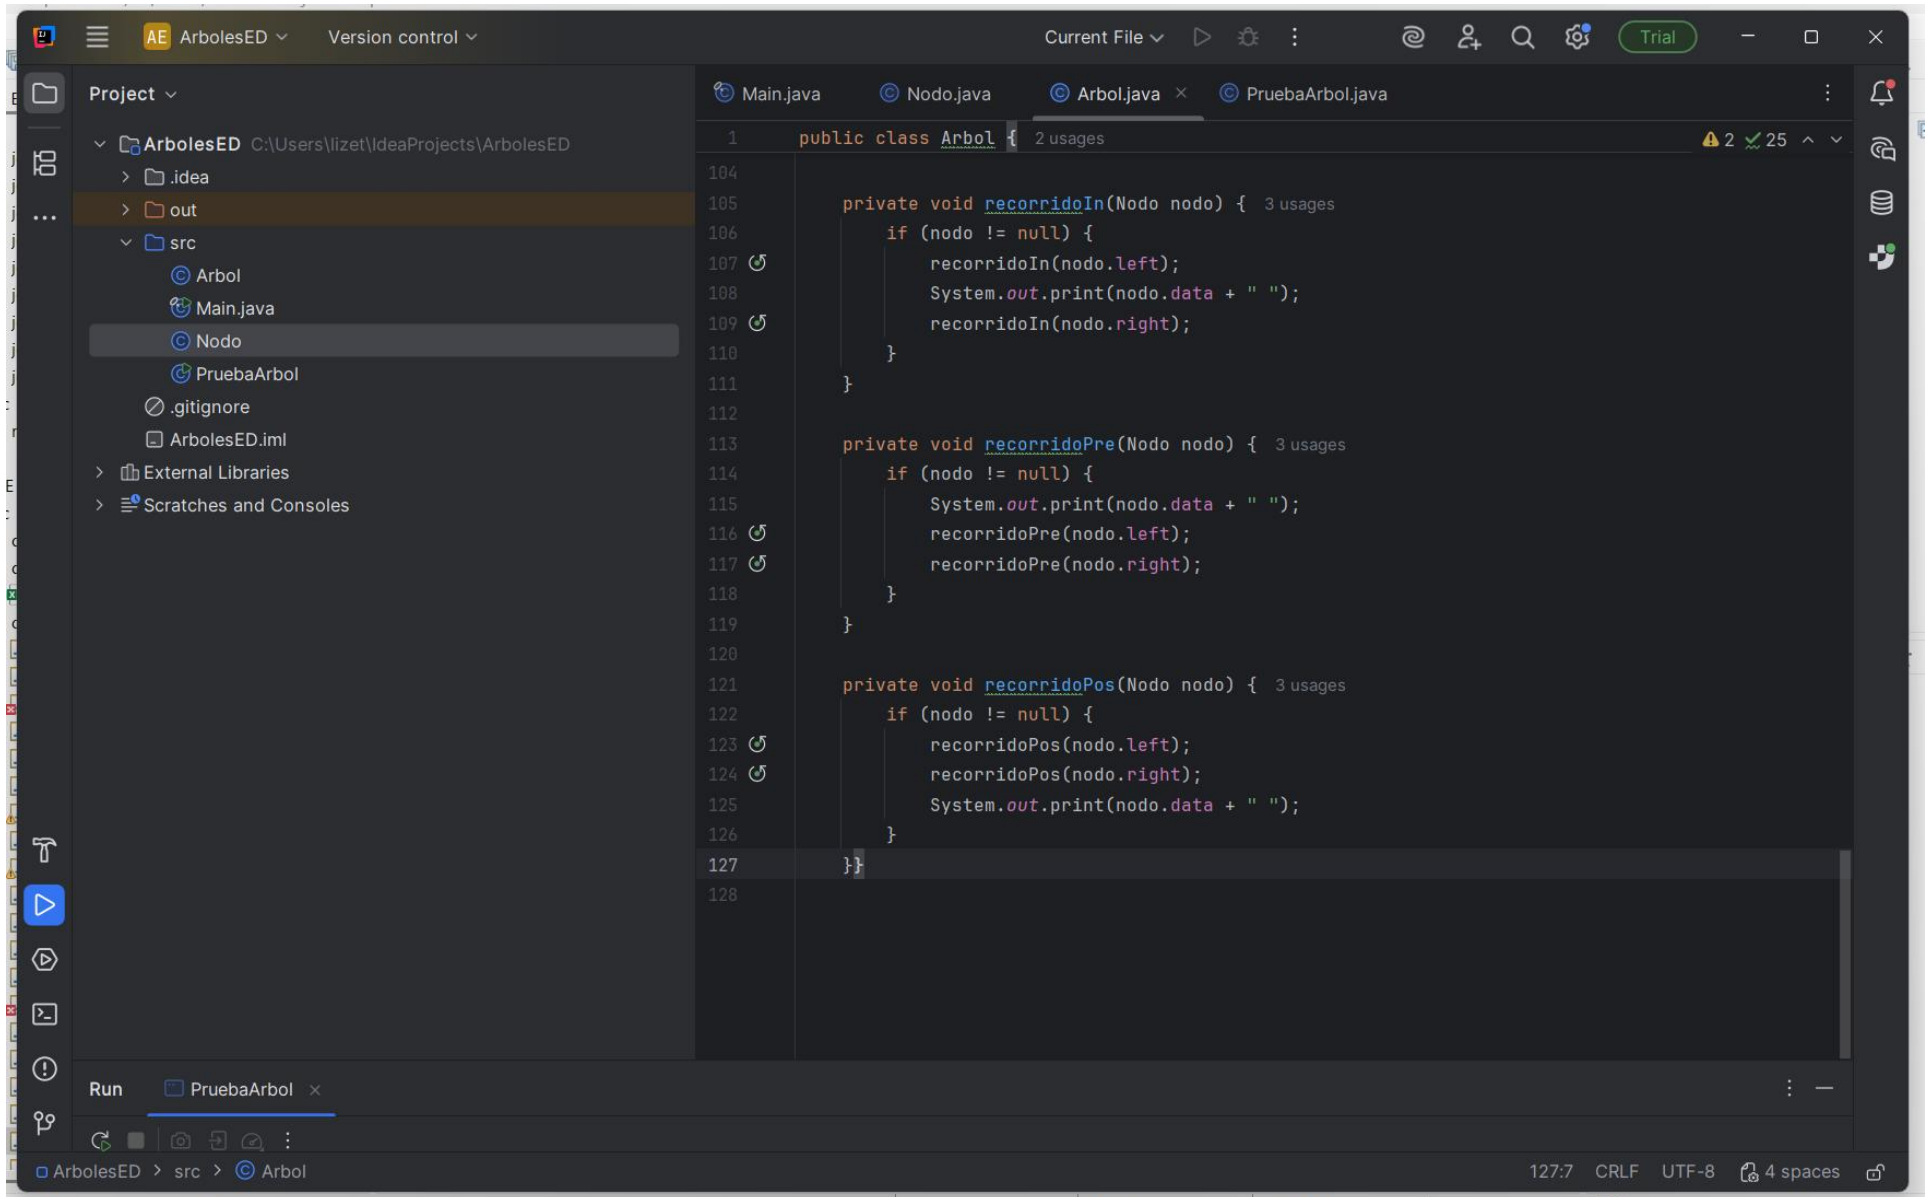 AE ArbolesED Version control Current File Trial
Project
Main.java Nodo.java Arbol.java PruebaArbol.java
ArbolesED C:\Users\lizet\IdeaProjects\ArbolesED
.idea
out
src
Arbol
Main.java
Nodo
PruebaArbol
.gitignore
ArbolesED.iml
External Libraries
Scratches and Consoles
1 public class Arbol { 2 usages 2 25
104
105 private void recorridoIn(Nodo nodo) { 3 usages
106 if (nodo != null) {
107 recorridoIn(nodo.left);
108 System.out.print(nodo.data + " ");
109 recorridoIn(nodo.right);
110 }
111 }
112
113 private void recorridoPre(Nodo nodo) { 3 usages
114 if (nodo != null) {
115 System.out.print(nodo.data + " ");
116 recorridoPre(nodo.left);
117 recorridoPre(nodo.right);
118 }
119 }
120
121 private void recorridoPos(Nodo nodo) { 3 usages
122 if (nodo != null) {
123 recorridoPos(nodo.left);
124 recorridoPos(nodo.right);
125 System.out.print(nodo.data + " ");
126 }
127 }}
128
Run PruebaArbol
ArbolesED > src > Arbol 127:7 CRLF UTF-8 4 spaces